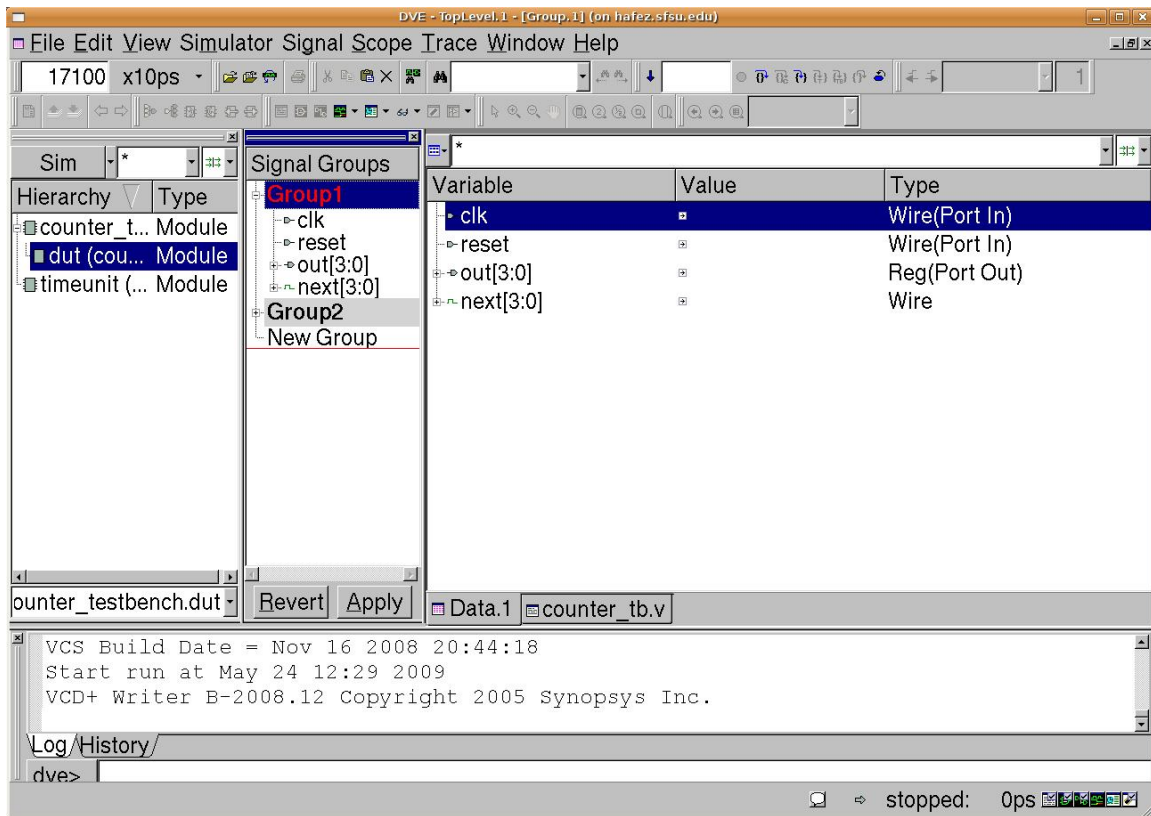 DVE - TopLevel.1 - [Group.1] (on hafez.sfsu.edu)
File Edit View Simulator Signal Scope Trace Window Help
17100 x10ps
1
Sim *
Hierarchy Type
counter_t... Module
dut (cou... Module
timeunit (... Module
ounter_testbench.dut
Signal Groups
Group1
clk
reset
out[3:0]
next[3:0]
Group2
New Group
Revert Apply
*
Variable Value Type
clk Wire(Port In)
reset Wire(Port In)
out[3:0] Reg(Port Out)
next[3:0] Wire
Data.1 counter_tb.v
VCS Build Date = Nov 16 2008 20:44:18
Start run at May 24 12:29 2009
VCD+ Writer B-2008.12 Copyright 2005 Synopsys Inc.
Log History
dve>
stopped: 0ps